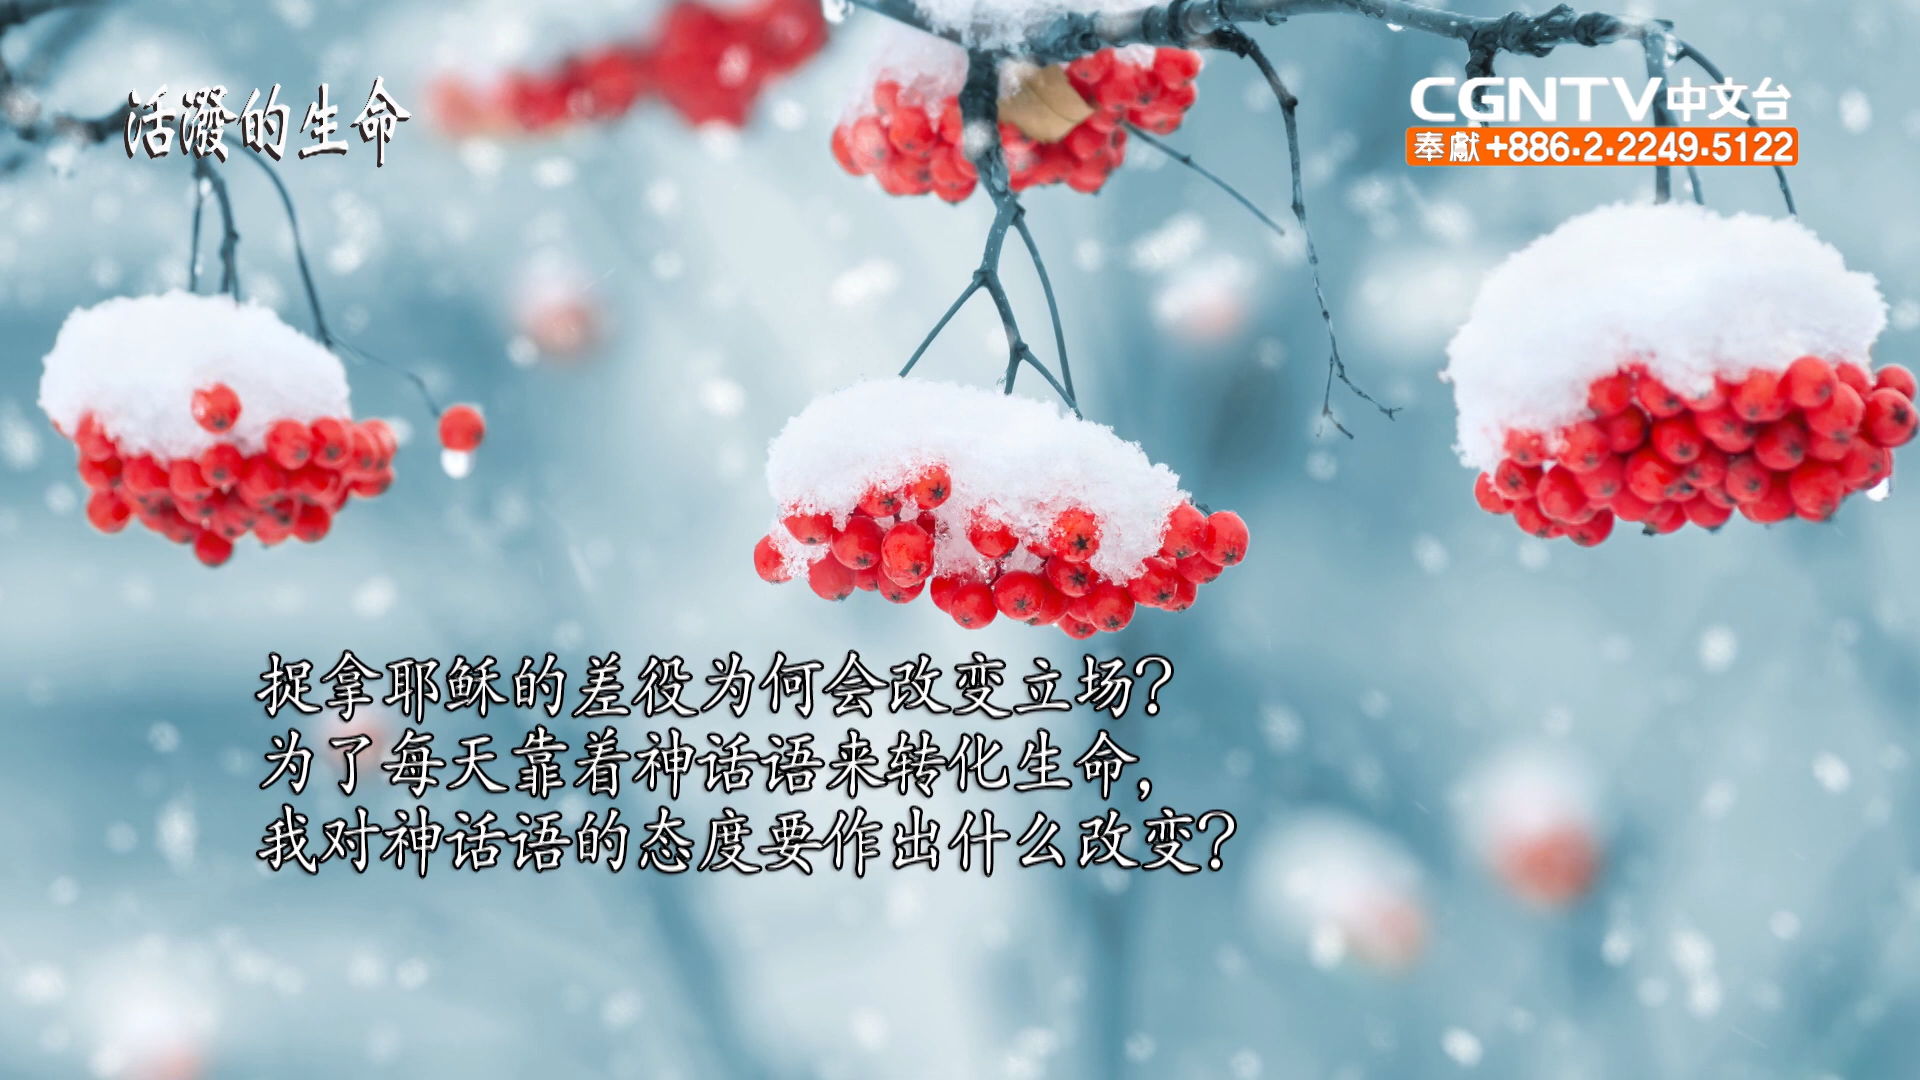 活潑的生命
CGNTV中文台
奉獻 +886·2·2249·5122
捉拿耶稣的差役为何会改变立场?
为了每天靠着神话语来转化生命,
我对神话语的态度要作出什么改变?